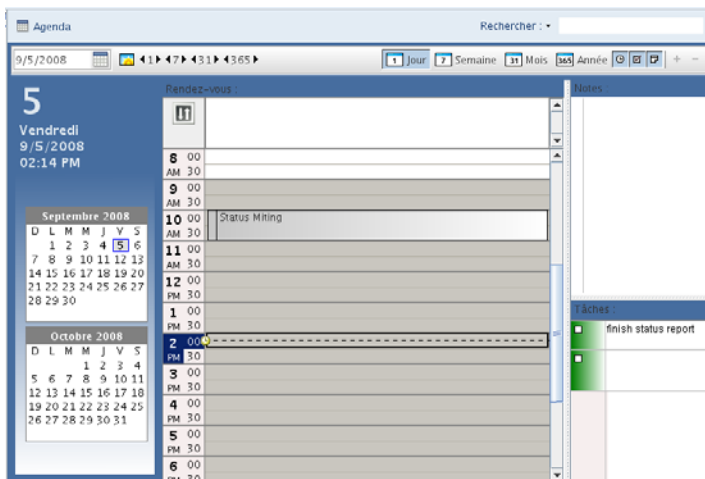 Agenda
Rechercher :
9/5/2008
1 7 31 365
1 Jour 7 Semaine 31 Mois 365 Année
5
Vendredi
9/5/2008
02:14 PM
Septembre 2008
D L M M J V S
1 2 3 4 5 6
7 8 9 10 11 12 13
14 15 16 17 18 19 20
21 22 23 24 25 26 27
28 29 30
Octobre 2008
D L M M J V S
1 2 3 4
5 6 7 8 9 10 11
12 13 14 15 16 17 18
19 20 21 22 23 24 25
26 27 28 29 30 31
Rendez-vous :
8 00
AM 30
9 00
AM 30
10 00 Status Miting
AM 30
11 00
AM 30
12 00
PM 30
1 00
PM 30
2 00
PM 30
3 00
PM 30
4 00
PM 30
5 00
PM 30
6 00
PM 30
Notes :
Tâches :
finish status report